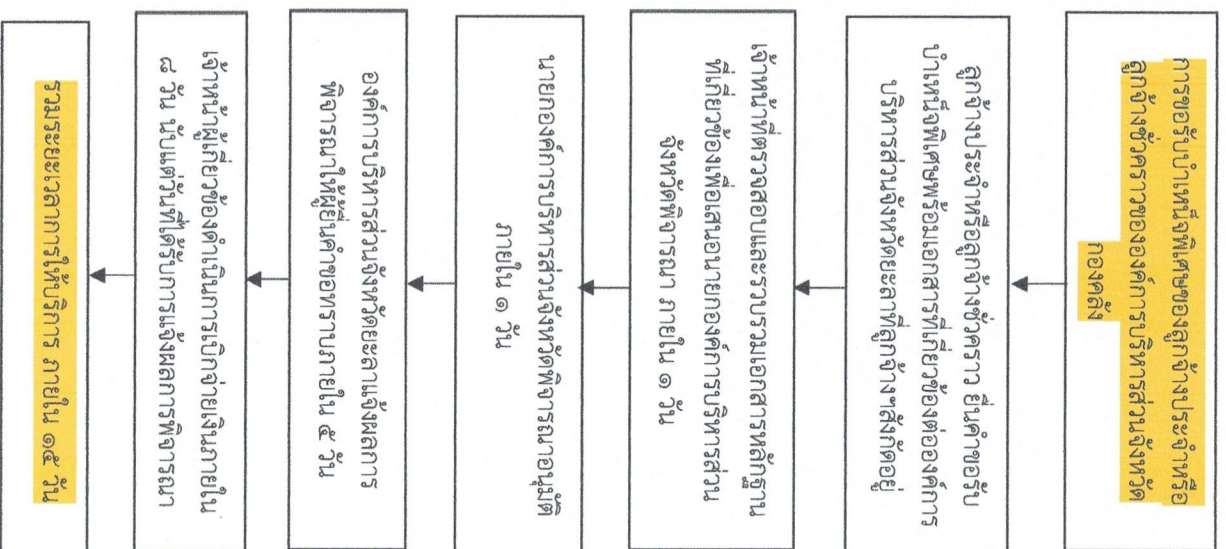 การขอรับบำเหน็จพิเศษของลูกจ้างประจำหรือ
ลูกจ้างชั่วคราวขององค์การบริหารส่วนจังหวัด
กองคลัง
ลูกจ้างประจำหรือลูกจ้างชั่วคราว ยื่นคำขอรับ
บำเหน็จพิเศษพร้อมเอกสารที่เกี่ยวข้องต่อองค์การ
บริหารส่วนจังหวัดยะลาที่ลูกจ้างฯสังกัดอยู่
เจ้าหน้าที่ตรวจสอบและรวบรวมเอกสารหลักฐาน
ที่เกี่ยวข้องเพื่อเสนอนายกองค์การบริหารส่วน
จังหวัดพิจารณา ภายใน ๑ วัน
นายกองค์การบริหารส่วนจังหวัดพิจารณาอนุมัติ
ภายใน ๑ วัน
องค์การบริหารส่วนจังหวัดยะลาแจ้งผลการ
พิจารณาให้ผู้ยื่นคำขอทราบภายใน ๕ วัน
เจ้าหน้าผู้เกี่ยวข้องดำเนินการเบิกจ่ายเงินภายใน
๘ วัน นับแต่วันที่ได้รับการแจ้งผลการพิจารณา
รวมระยะเวลาการให้บริการ ภายใน ๑๕ วัน